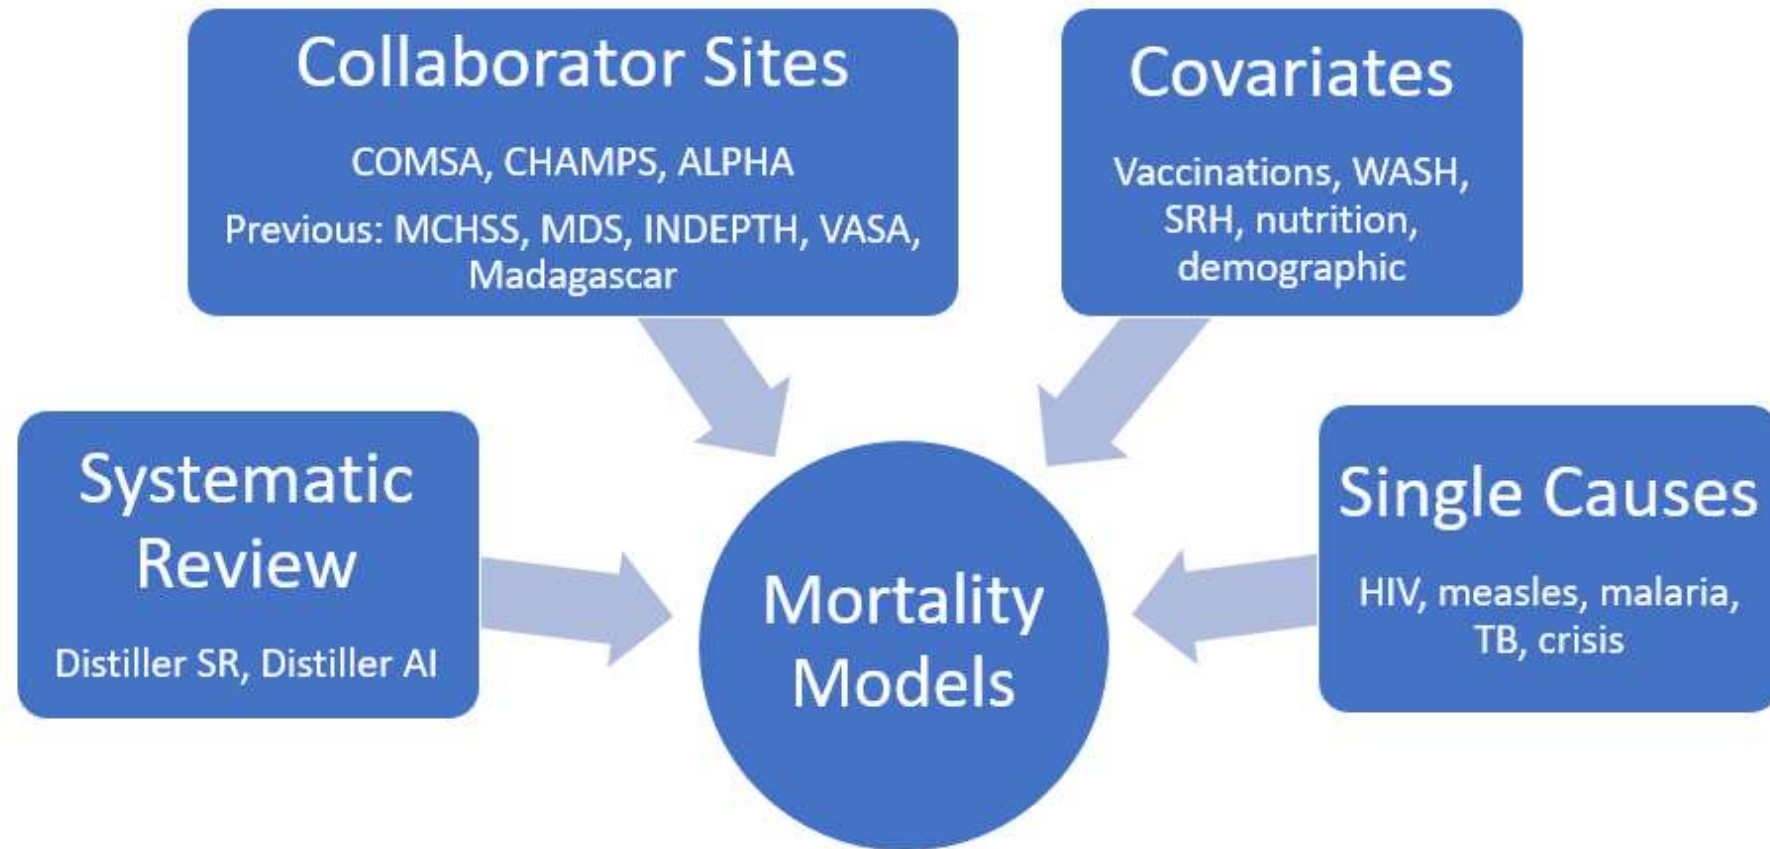 Collaborator Sites
COMSA, CHAMPS, ALPHA
Previous: MCHSS, MDS, INDEPTH, VASA,
Madagascar
Covariates
Vaccinations, WASH,
SRH, nutrition,
demographic
Systematic
Review
Distiller SR, Distiller AI
Mortality
Models
Single Causes
HIV, measles, malaria,
TB, crisis